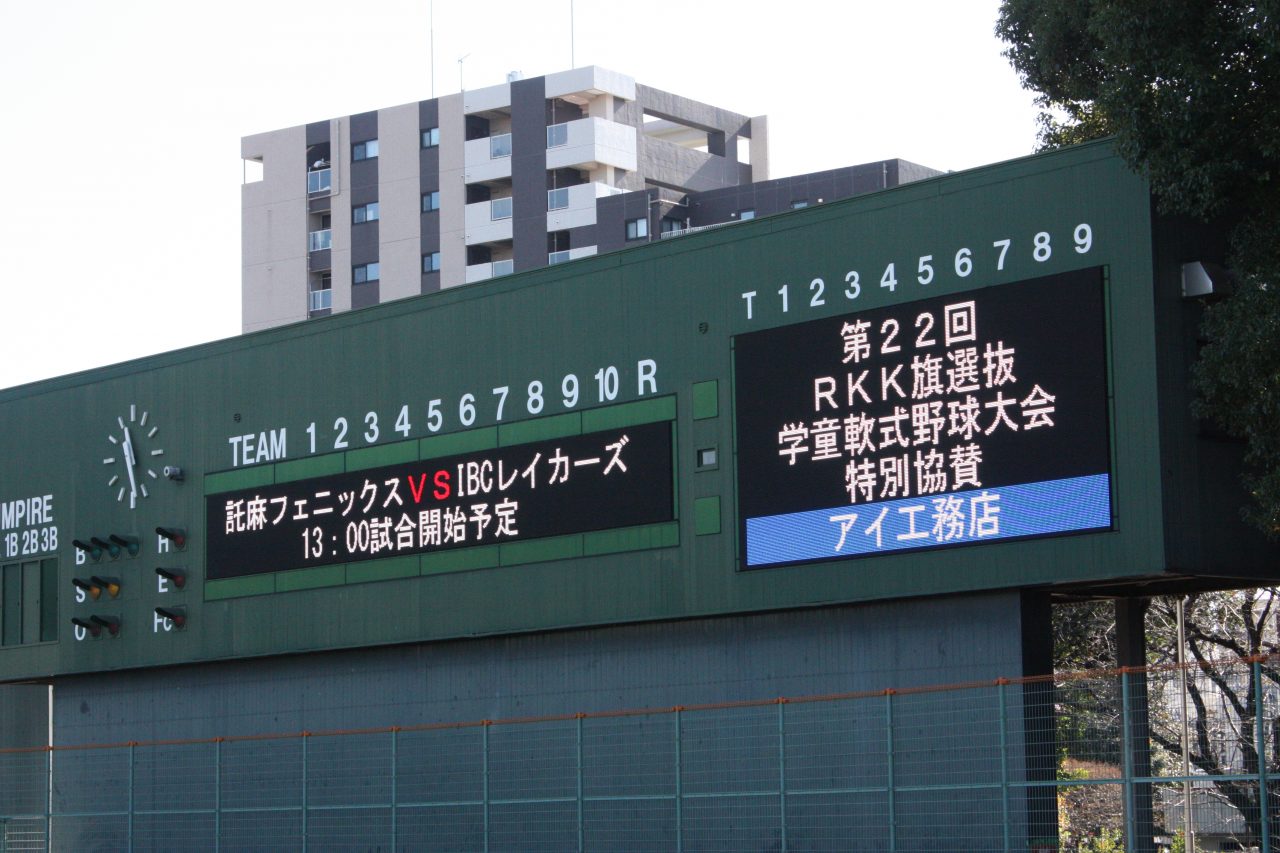 TEAM 1 2 3 4 5 6 7 8 9 10 R
託麻フェニックスVS IBCレイカーズ
13:00試合開始予定
T 1 2 3 4 5 6 7 8 9
第22回
RKK旗選抜
学童軟式野球大会
特別協賛
アイ工務店
MPIRE
1B 2B 3B
B H
S E
O Fc